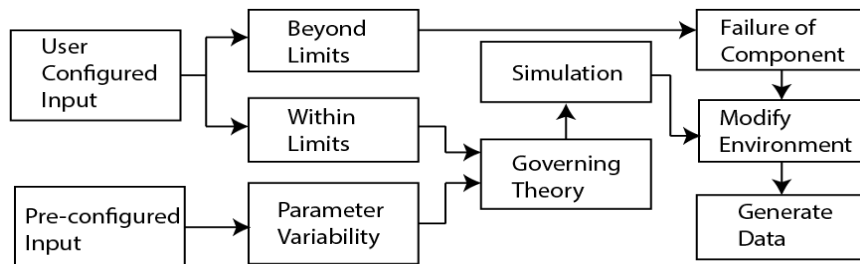 User
Configured
Input
Beyond
Limits
Failure of
Component
Simulation
Within
Limits
Modify
Environment
Governing
Theory
Pre-configured
Input
Parameter
Variability
Generate
Data